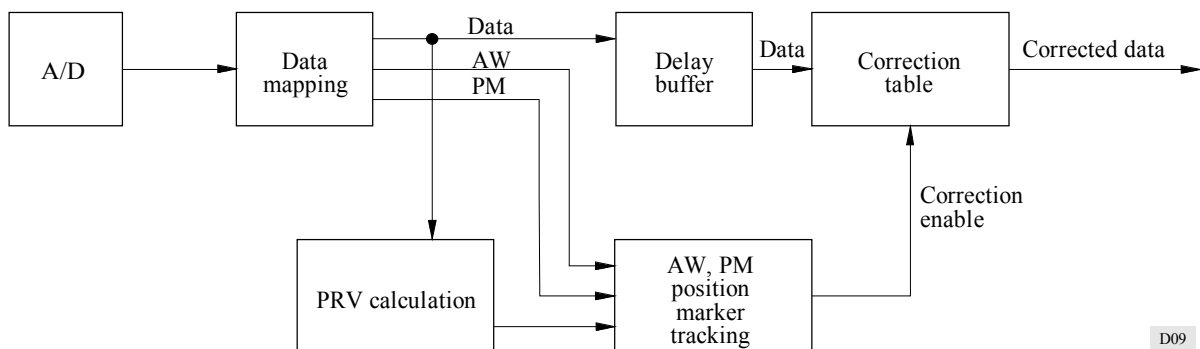 A/D
Data
mapping
Data
AW
PM
Delay
buffer
Data
Correction
table
Corrected data
Correction
enable
PRV calculation
AW, PM
position
marker
tracking
D09